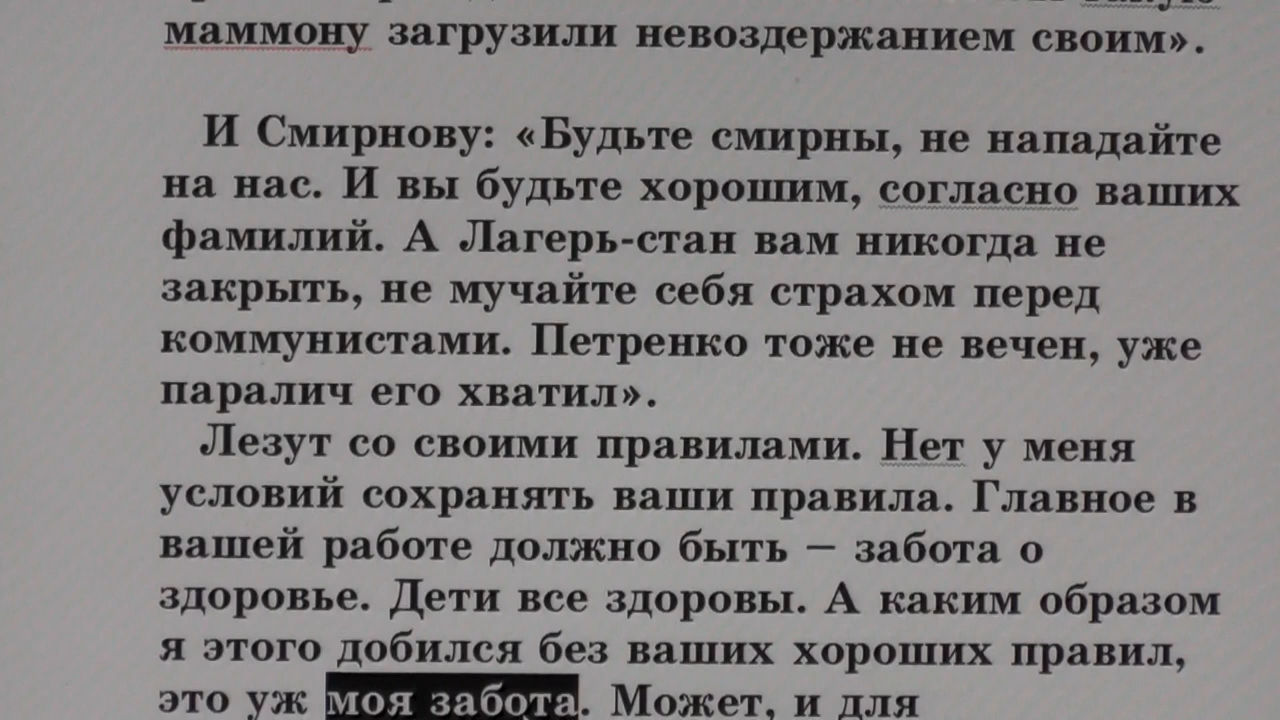 маммону загрузили невоздержанием своим».
И Смирнову: «Будьте смирны, не нападайте
на нас. И вы будьте хорошим, согласно ваших
фамилий. А Лагерь-стан вам никогда не
закрыть, не мучайте себя страхом перед
коммунистами. Петренко тоже не вечен, уже
паралич его хватил».
Лезут со своими правилами. Нет у меня
условий сохранять ваши правила. Главное в
вашей работе должно быть – забота о
здоровье. Дети все здоровы. А каким образом
я этого добился без ваших хороших правил,
это уж моя забота. Может, и для